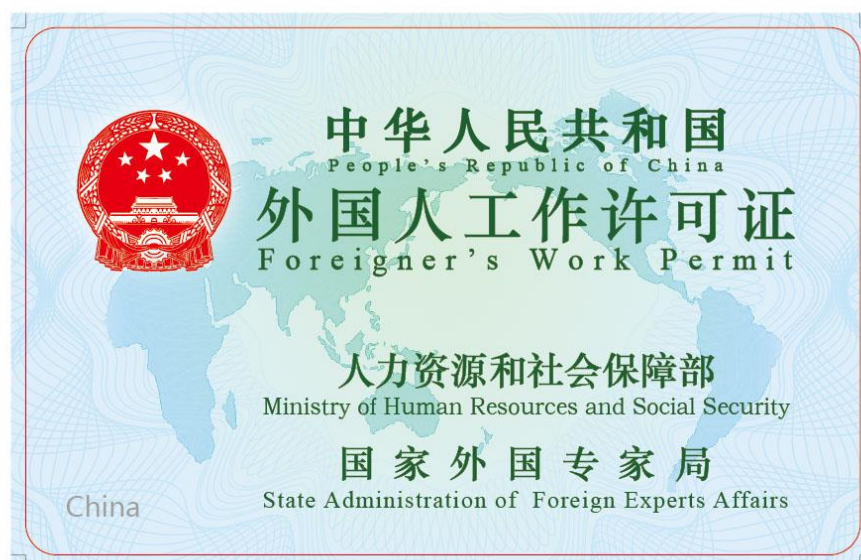 中华人民共和国
People's Republic of China
外国人工作许可证
Foreigner's Work Permit
人力资源和社会保障部
Ministry of Human Resources and Social Security
国家外国专家局
State Administration of Foreign Experts Affairs
China